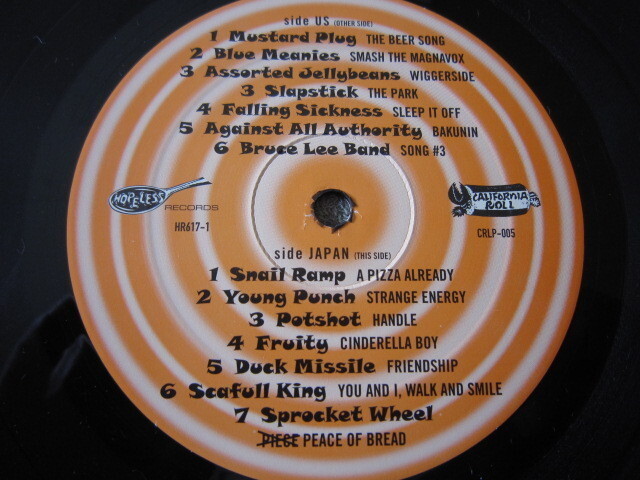 side US (OTHER SIDE)
1 Mustard Plug THE BEER SONG
2 Blue Meanies SMASH THE MAGNAVOX
3 Assorted Jellybeans WIGGERSIDE
3 Slapstick THE PARK
4 Falling Sickness SLEEP IT OFF
5 Against All Authority BAKUNIN
6 Bruce Lee Band SONG #3
HOPELESS RECORDS
HR617-1
CALIFORNIA ROLL
CRLP-005
side JAPAN (THIS SIDE)
1 Snail Ramp A PIZZA ALREADY
2 Young Punch STRANGE ENERGY
3 Potshot HANDLE
4 Fruity CINDERELLA BOY
5 Duck Missile FRIENDSHIP
6 Scafull King YOU AND I, WALK AND SMILE
7 Sprocket Wheel
PIECE PEACE OF BREAD